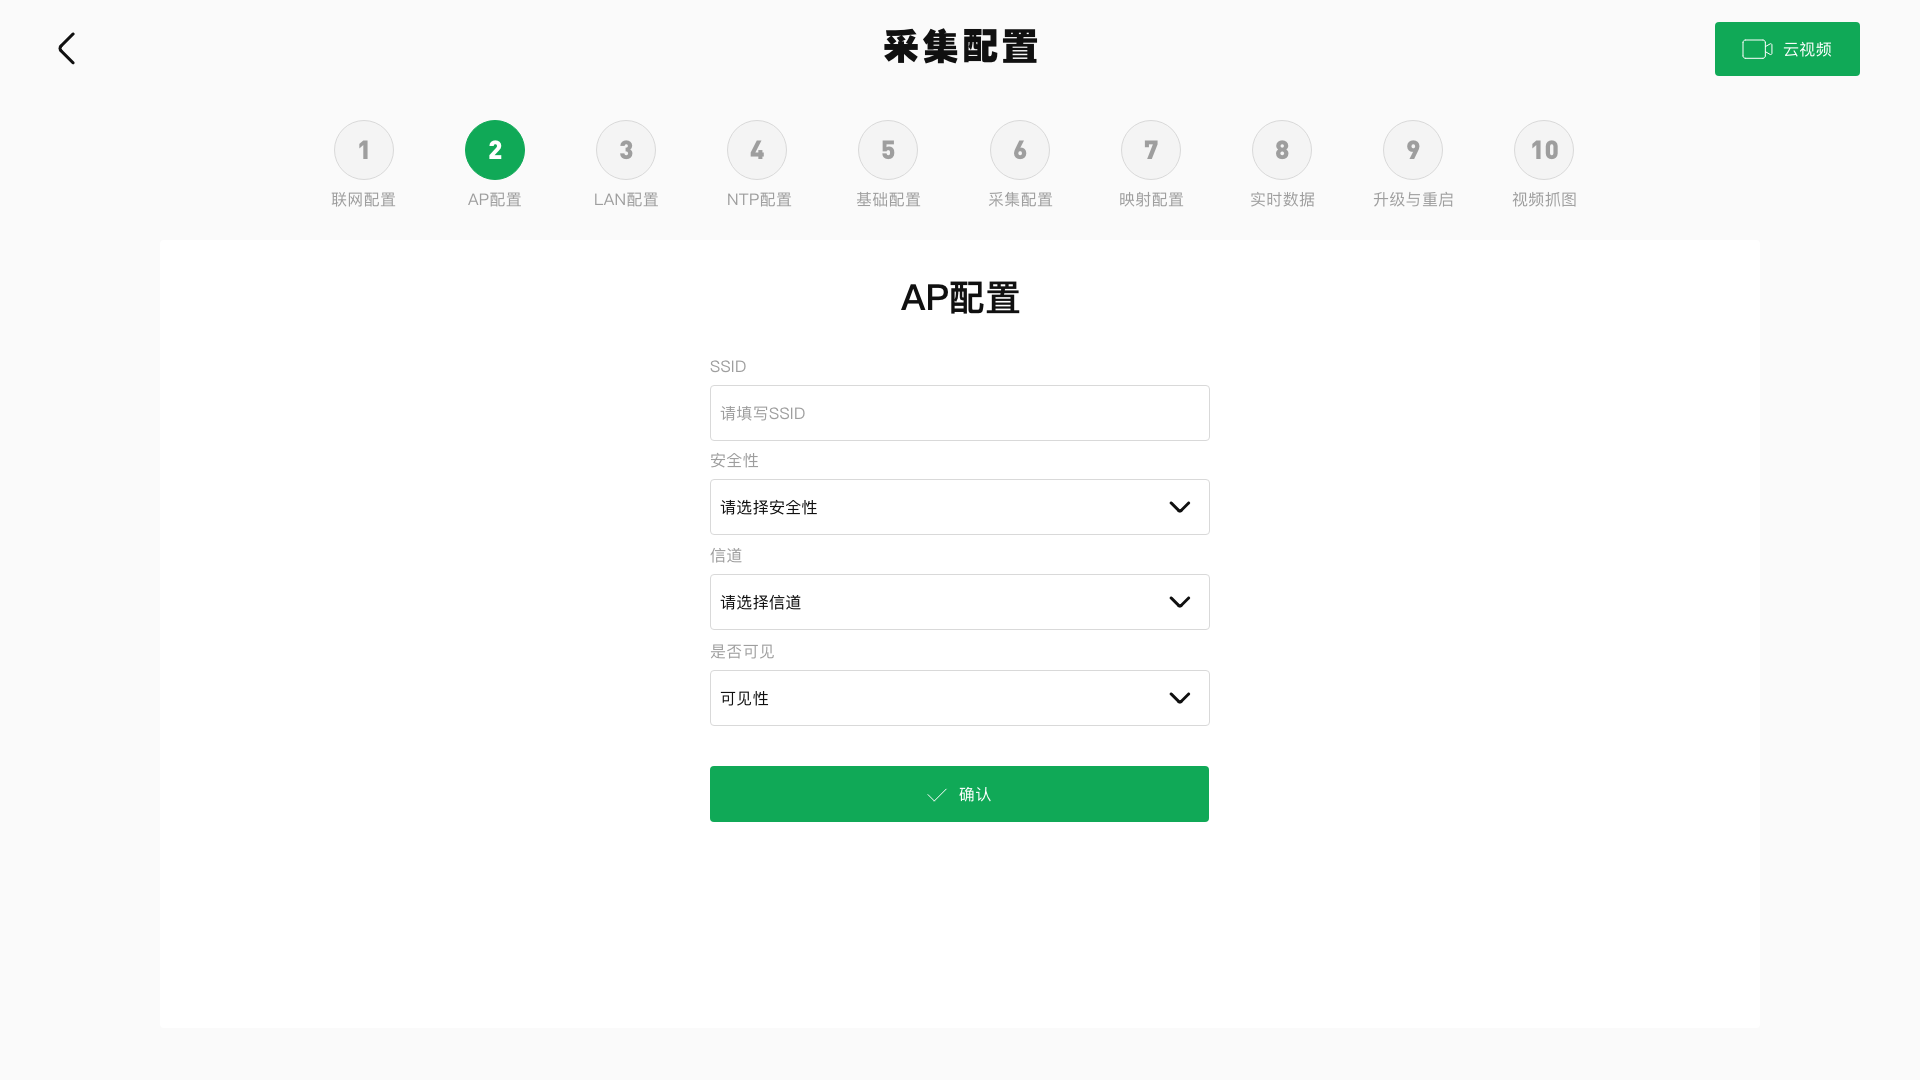 采集配置
云视频
1
2
3
4
5
6
7
8
9
10
联网配置
AP配置
LAN配置
NTP配置
基础配置
采集配置
映射配置
实时数据
升级与重启
视频抓图
AP配置
SSID
请填写SSID
安全性
请选择安全性
信道
请选择信道
是否可见
可见性
确认